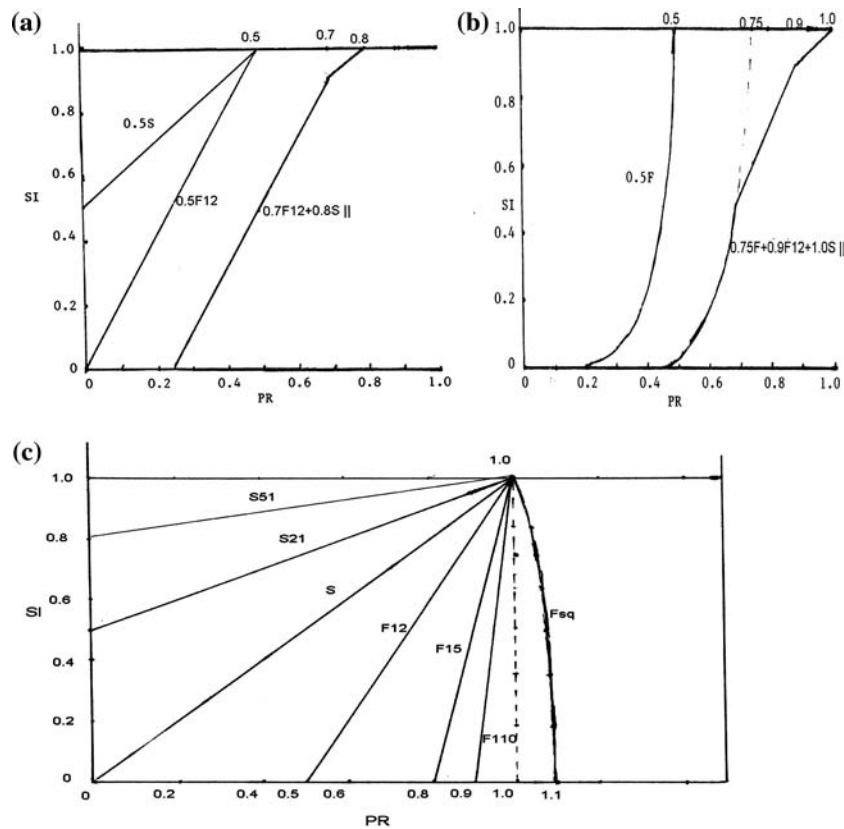 (a)
0.5 0.7 0.8
1.0
0.8
0.6
SI
0.4
0.2
0
0.5S
0.5F12
0.7F12+0.8S ||
0 0.2 0.4 0.6 0.8 1.0
PR
(b)
0.5 0.75 0.9 1.0
1.0
0.8
0.6
SI
0.4
0.2
0
0.5F
0.75F+0.9F12+1.0S ||
0 0.2 0.4 0.6 0.8 1.0
PR
(c)
1.0
1.0
0.8
0.6
SI
0.4
0.2
0
S51
S21
S
F12
F15
F110
Fsq
0 0.2 0.4 0.5 0.6 0.8 0.9 1.0 1.1
PR